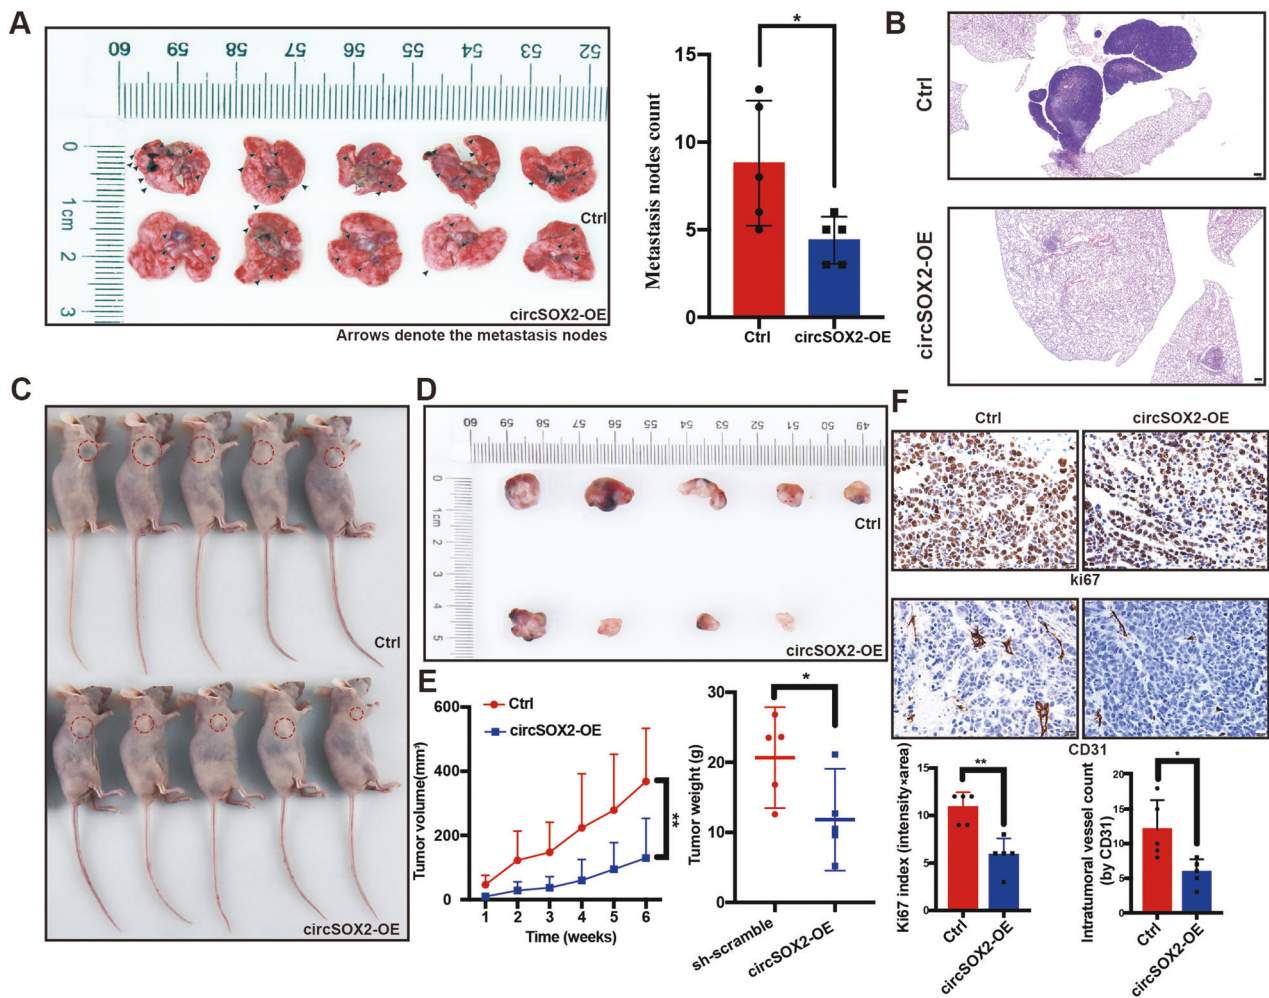 A
60 59 58 57 56 55 54 53 52
0
1cm
2
3
Ctrl
circSOX2-OE
Arrows denote the metastasis nodes
*
15
10
5
0
Metastasis nodes count
Ctrl circSOX2-OE
B
Ctrl
circSOX2-OE
C
Ctrl
circSOX2-OE
D
60 59 58 57 56 55 54 53 52 51 50 49
0
1cm
2
3
4
5
Ctrl
circSOX2-OE
E
600
400
200
0
Tumor volume(mm³)
Ctrl
circSOX2-OE
**
1 2 3 4 5 6
Time (weeks)
*
30
20
10
0
Tumor weight (g)
sh-scramble
circSOX2-OE
F
Ctrl circSOX2-OE
ki67
CD31
**
15
10
5
0
Ki67 index (intensity×area)
Ctrl
circSOX2-OE
*
20
15
10
5
0
Intratumoral vessel count
(by CD31)
Ctrl
circSOX2-OE